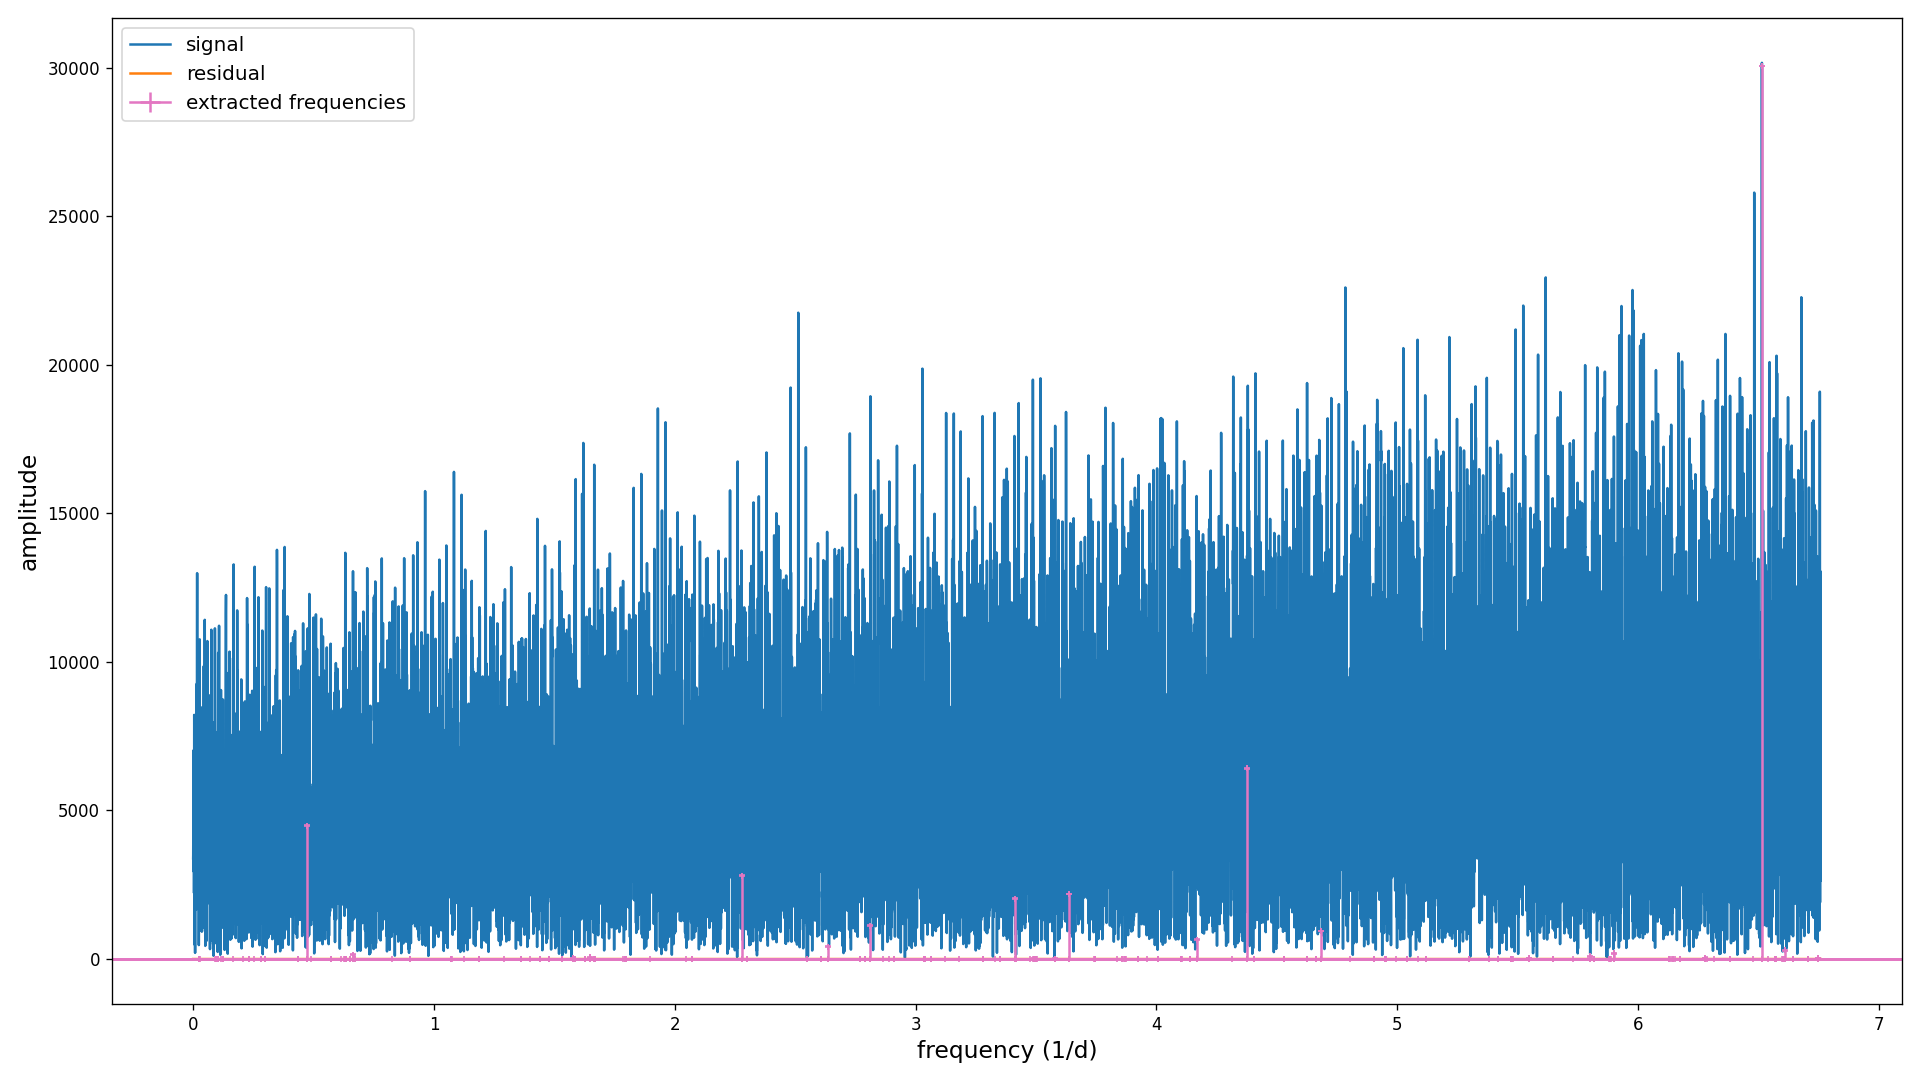 signal
residual
extracted frequencies
30000
25000
20000
15000
10000
5000
0
amplitude
0 1 2 3 4 5 6 7
frequency (1/d)